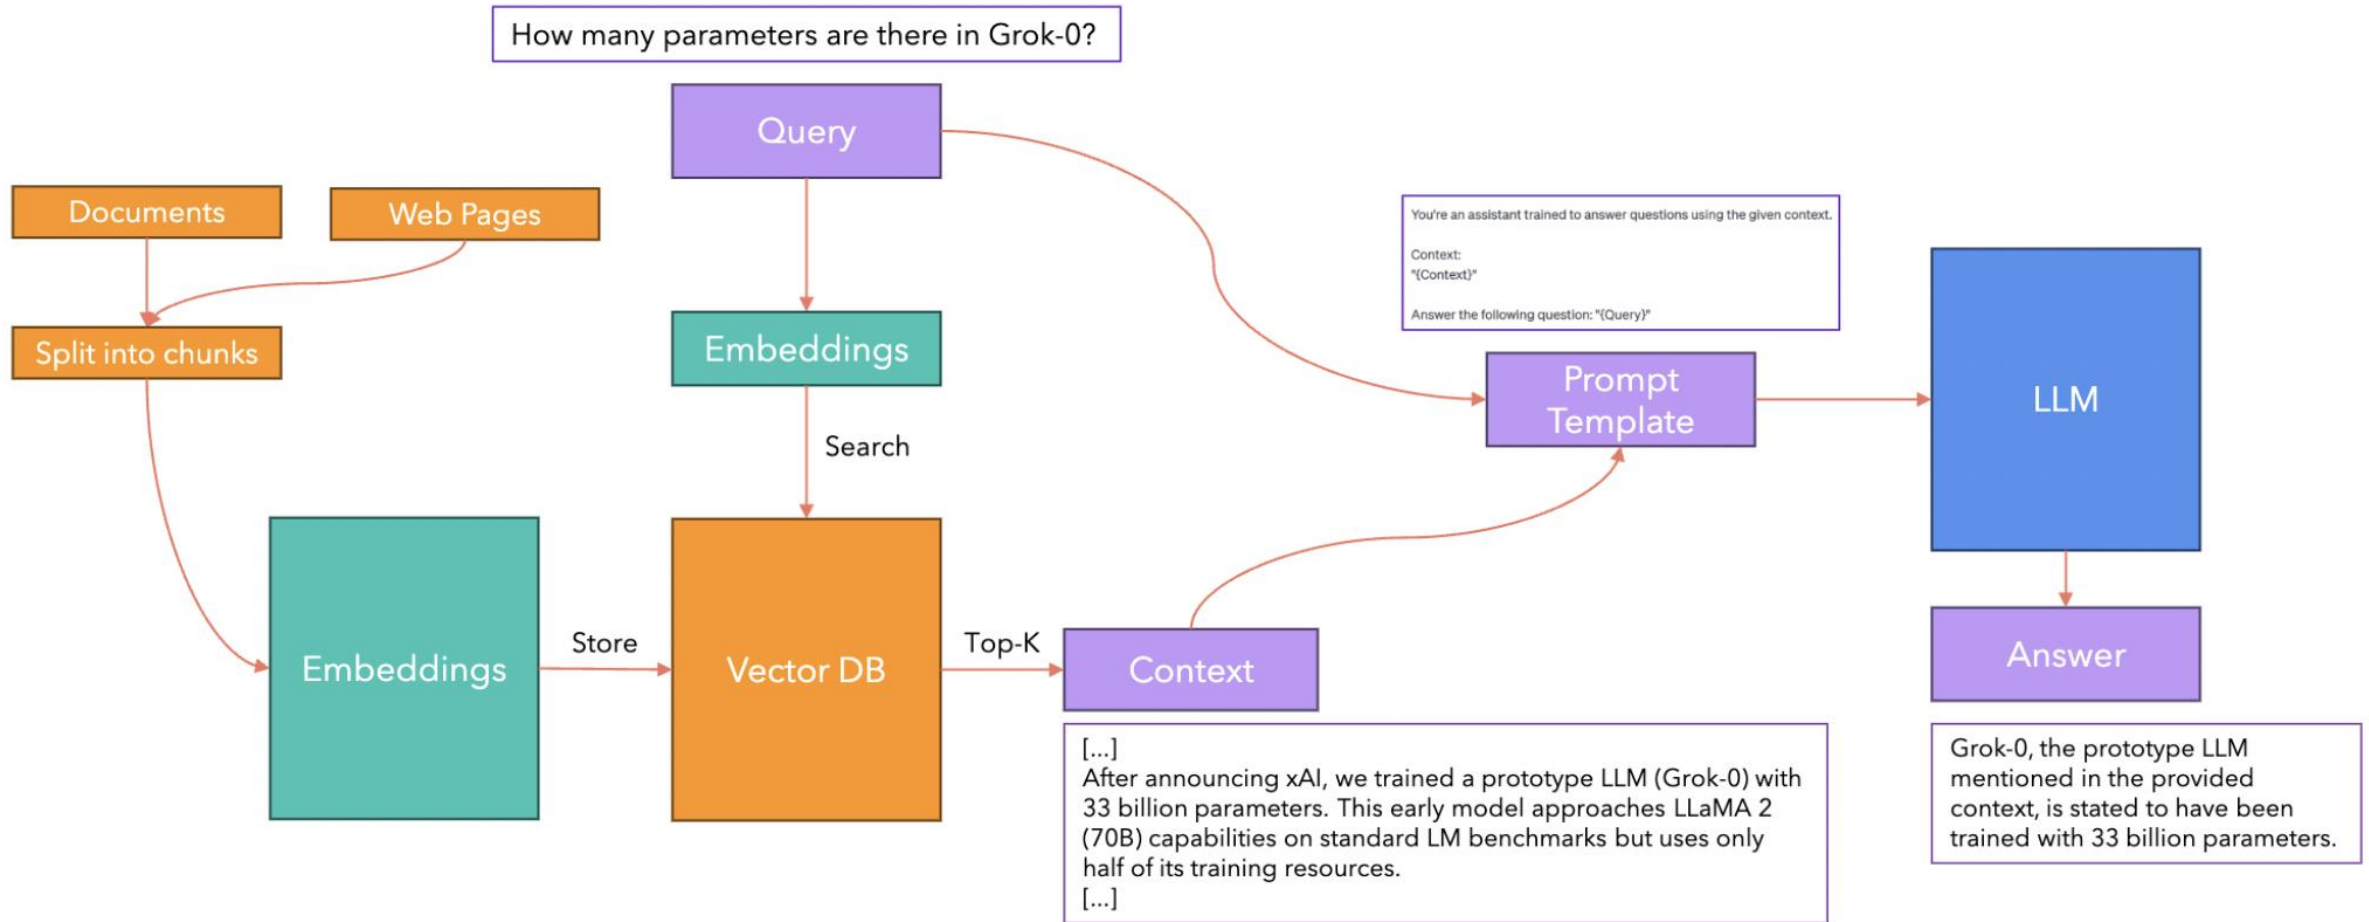 How many parameters are there in Grok-0?
Query
Documents
Web Pages
Split into chunks
Embeddings
Search
You're an assistant trained to answer questions using the given context.
Context:
"{Context}"
Answer the following question: "{Query}"
Prompt
Template
LLM
Embeddings
Store
Vector DB
Top-K
Context
[...]
After announcing xAI, we trained a prototype LLM (Grok-0) with
33 billion parameters. This early model approaches LLaMA 2
(70B) capabilities on standard LM benchmarks but uses only
half of its training resources.
[...]
Answer
Grok-0, the prototype LLM
mentioned in the provided
context, is stated to have been
trained with 33 billion parameters.